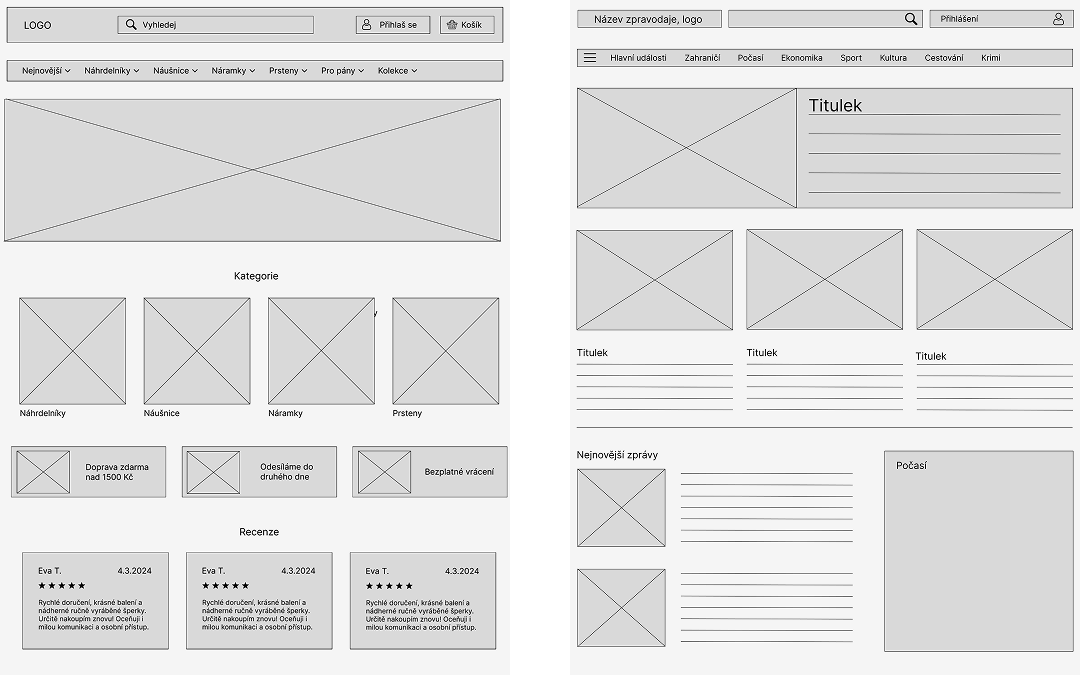 LOGO
Vyhledej
Přihlaš se
Košík
Nejnovější
Náhrdelníky
Náušnice
Náramky
Prsteny
Pro pány
Kolekce
Kategorie
y
Náhrdelníky
Náušnice
Náramky
Prsteny
Doprava zdarma
nad 1500 Kč
Odesíláme do
druhého dne
Bezplatné vrácení
Recenze
Eva T. 4.3.2024
Rychlé doručení, krásné balení a
nádherné ručně vyráběné šperky.
Určitě nakoupím znovu! Oceňuji i
milou komunikaci a osobní přístup.
Eva T. 4.3.2024
Rychlé doručení, krásné balení a
nádherné ručně vyráběné šperky.
Určitě nakoupím znovu! Oceňuji i
milou komunikaci a osobní přístup.
Eva T. 4.3.2024
Rychlé doručení, krásné balení a
nádherné ručně vyráběné šperky.
Určitě nakoupím znovu! Oceňuji i
milou komunikaci a osobní přístup.
Název zpravodaje, logo
Přihlášení
Hlavní události
Zahraničí
Počasí
Ekonomika
Sport
Kultura
Cestování
Krimi
Titulek
Titulek
Titulek
Titulek
Nejnovější zprávy
Počasí